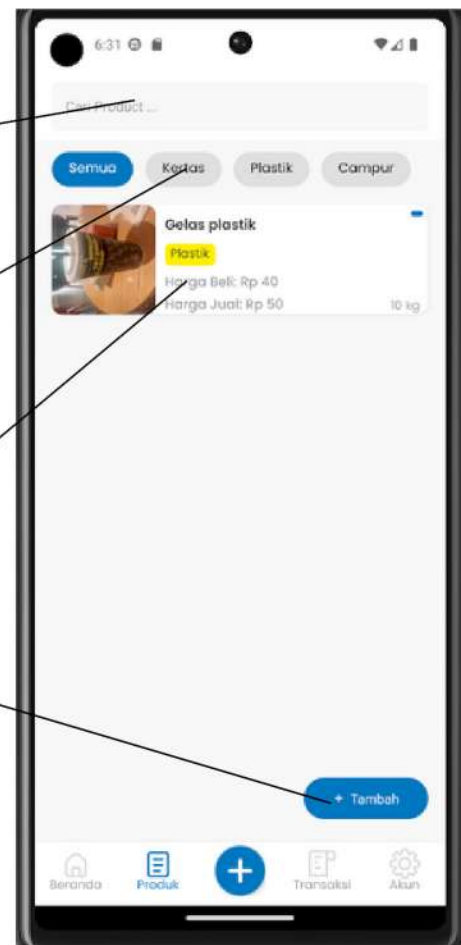 6:31
Cari Product ...
Semua Kertas Plastik Campur
Gelas plastik
Plastik
Harga Beli: Rp 40
Harga Jual: Rp 50 10 kg
+ Tambah
Beranda Produk + Transaksi Akun